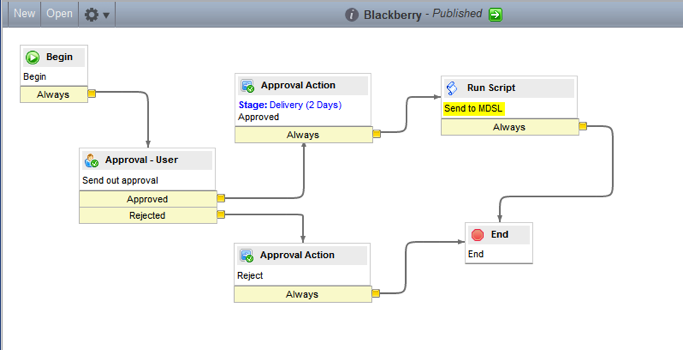 New Open Blackberry - Published
Begin
Begin
Always
Approval - User
Send out approval
Approved
Rejected
Approval Action
Stage: Delivery (2 Days)
Approved
Always
Approval Action
Reject
Always
Run Script
Send to MDSL
Always
End
End